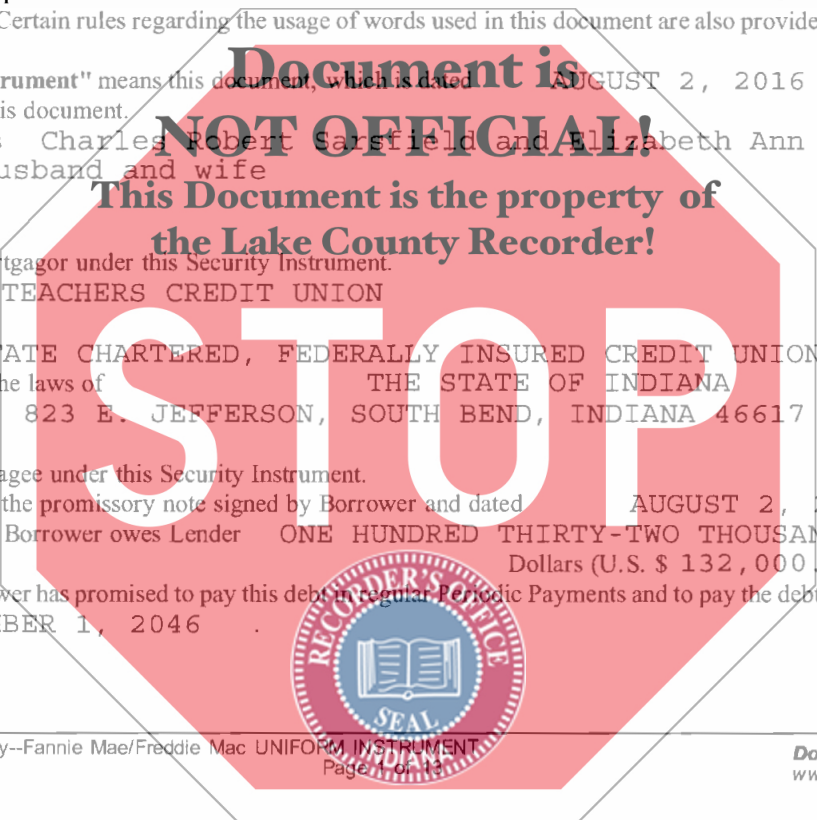 Certain rules regarding the usage of words used in this document are also provide
rument" means this document, which is dated AUGUST 2, 2016
Document is
is document.
NOT OFFICIAL!
Charles Robert Sarsfield and Elizabeth Ann
usband and wife
This Document is the property of
the Lake County Recorder!
rtgagor under this Security Instrument.
TEACHERS CREDIT UNION
STOP
ATE CHARTERED, FEDERALLY INSURED CREDIT UNION
he laws of THE STATE OF INDIANA
823 E. JEFFERSON, SOUTH BEND, INDIANA 46617
agee under this Security Instrument.
the promissory note signed by Borrower and dated AUGUST 2,
Borrower owes Lender ONE HUNDRED THIRTY-TWO THOUSAN
Dollars (U.S. $ 132,000.
wer has promised to pay this debt in regular Periodic Payments and to pay the debt
BER 1, 2046 .
RECORDER'S OFFICE
SEAL
INDIANA
y--Fannie Mae/Freddie Mac UNIFORM INSTRUMENT
Page 1 of 13
Do
ww